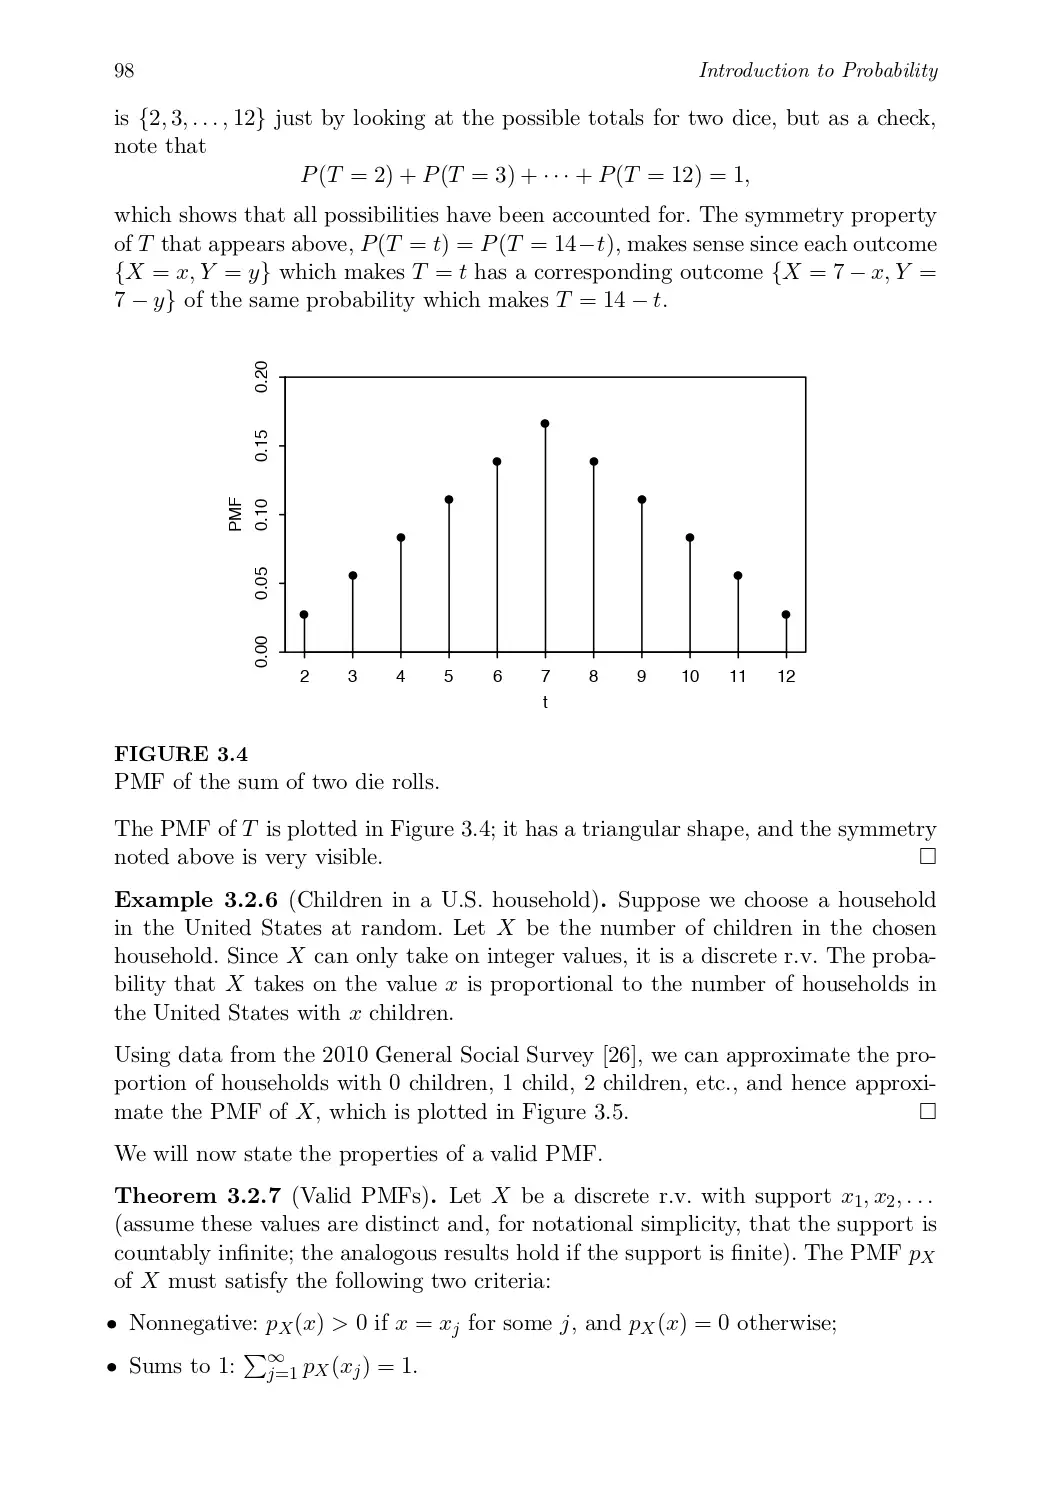 98 Introduction to Probability
is {2, 3, . . . , 12} just by looking at the possible totals for two dice, but as a check,
note that
P(T = 2) + P(T = 3) + · · · + P(T = 12) = 1,
which shows that all possibilities have been accounted for. The symmetry property
of T that appears above, P(T = t) = P(T = 14−t), makes sense since each outcome
{X = x, Y = y} which makes T = t has a corresponding outcome {X = 7 − x, Y =
7 − y} of the same probability which makes T = 14 − t.
0.20
0.15
0.10
0.05
0.00
PMF
2 3 4 5 6 7 8 9 10 11 12
t
FIGURE 3.4
PMF of the sum of two die rolls.
The PMF of T is plotted in Figure 3.4; it has a triangular shape, and the symmetry
noted above is very visible. □
Example 3.2.6 (Children in a U.S. household). Suppose we choose a household
in the United States at random. Let X be the number of children in the chosen
household. Since X can only take on integer values, it is a discrete r.v. The proba-
bility that X takes on the value x is proportional to the number of households in
the United States with x children.
Using data from the 2010 General Social Survey [26], we can approximate the pro-
portion of households with 0 children, 1 child, 2 children, etc., and hence approxi-
mate the PMF of X, which is plotted in Figure 3.5. □
We will now state the properties of a valid PMF.
Theorem 3.2.7 (Valid PMFs). Let X be a discrete r.v. with support x₁, x₂, . . .
(assume these values are distinct and, for notational simplicity, that the support is
countably infinite; the analogous results hold if the support is finite). The PMF p_X
of X must satisfy the following two criteria:
• Nonnegative: p_X(x) > 0 if x = x_j for some j, and p_X(x) = 0 otherwise;
• Sums to 1: ∑_{j=1}^∞ p_X(x_j) = 1.